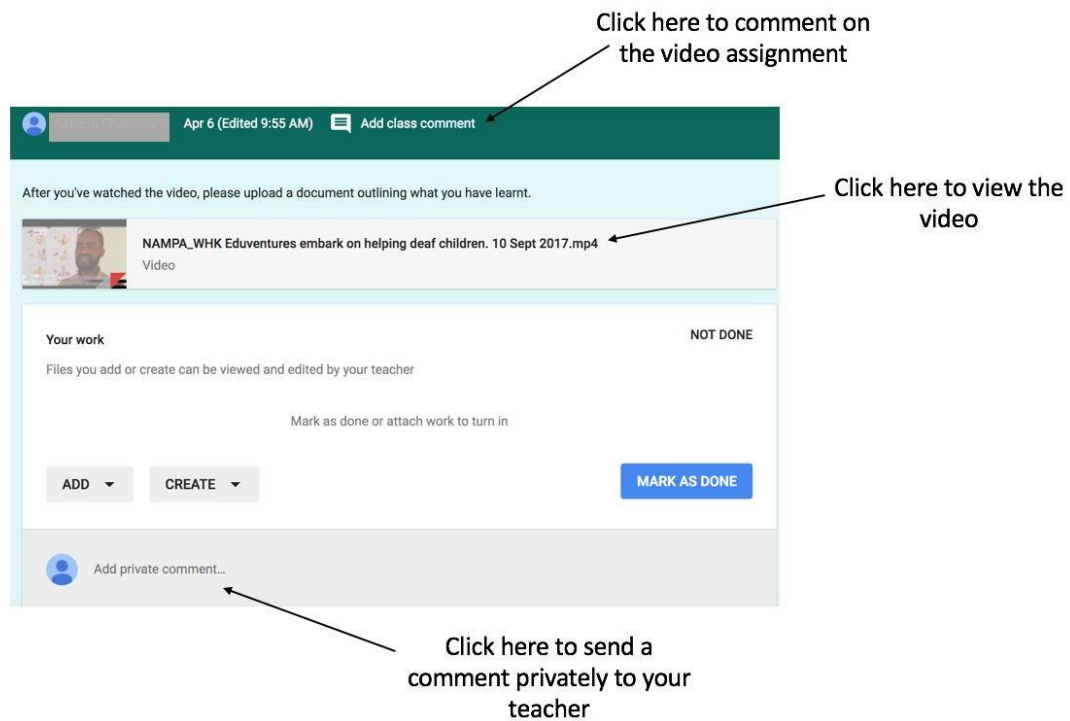 Click here to comment on
the video assignment
Apr 6 (Edited 9:55 AM) Add class comment
After you've watched the video, please upload a document outlining what you have learnt.
Click here to view the
video
NAMPA_WHK Eduventures embark on helping deaf children. 10 Sept 2017.mp4
Video
Your work NOT DONE
Files you add or create can be viewed and edited by your teacher
Mark as done or attach work to turn in
ADD CREATE MARK AS DONE
Add private comment...
Click here to send a
comment privately to your
teacher